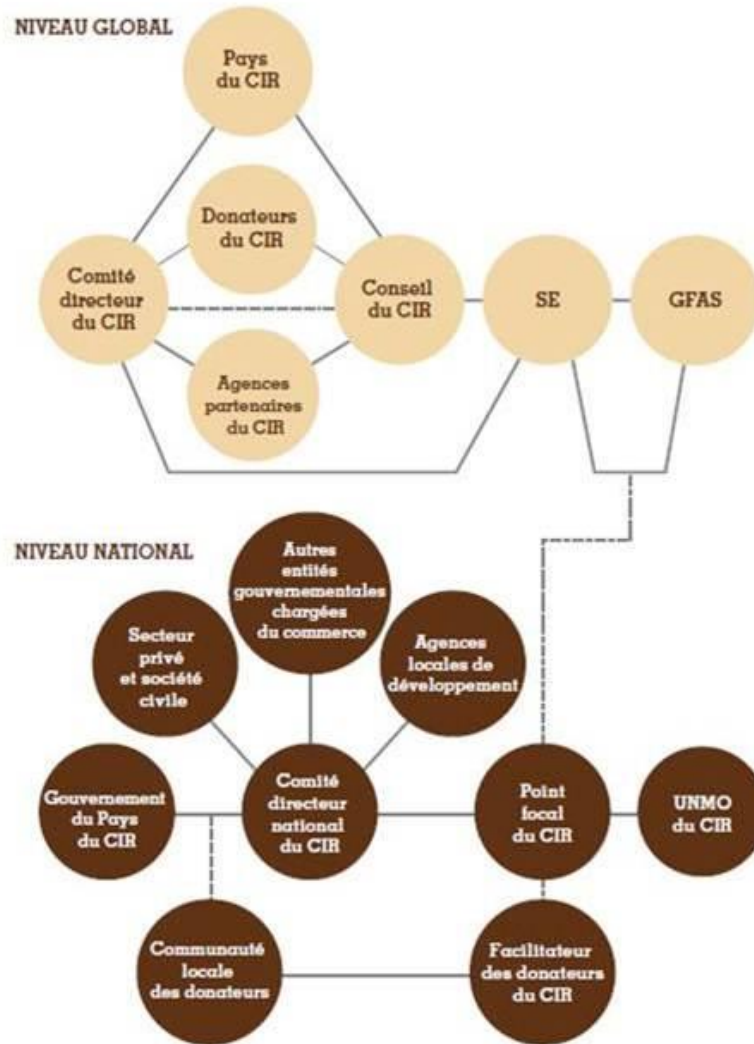 NIVEAU GLOBAL
Pays
du CIR
Donateurs
du CIR
Comité
directeur
du CIR
Conseil
du CIR
SE
GFAS
Agences
partenaires
du CIR
NIVEAU NATIONAL
Autres
entités
gouvernementales
chargées
du commerce
Secteur
privé
et société
civile
Agences
locales de
développement
Gouvernement
du Pays
du CIR
Comité
directeur
national
du CIR
Point
focal
du CIR
UNMO
du CIR
Communauté
locale
des donateurs
Facilitateur
des donateurs
du CIR